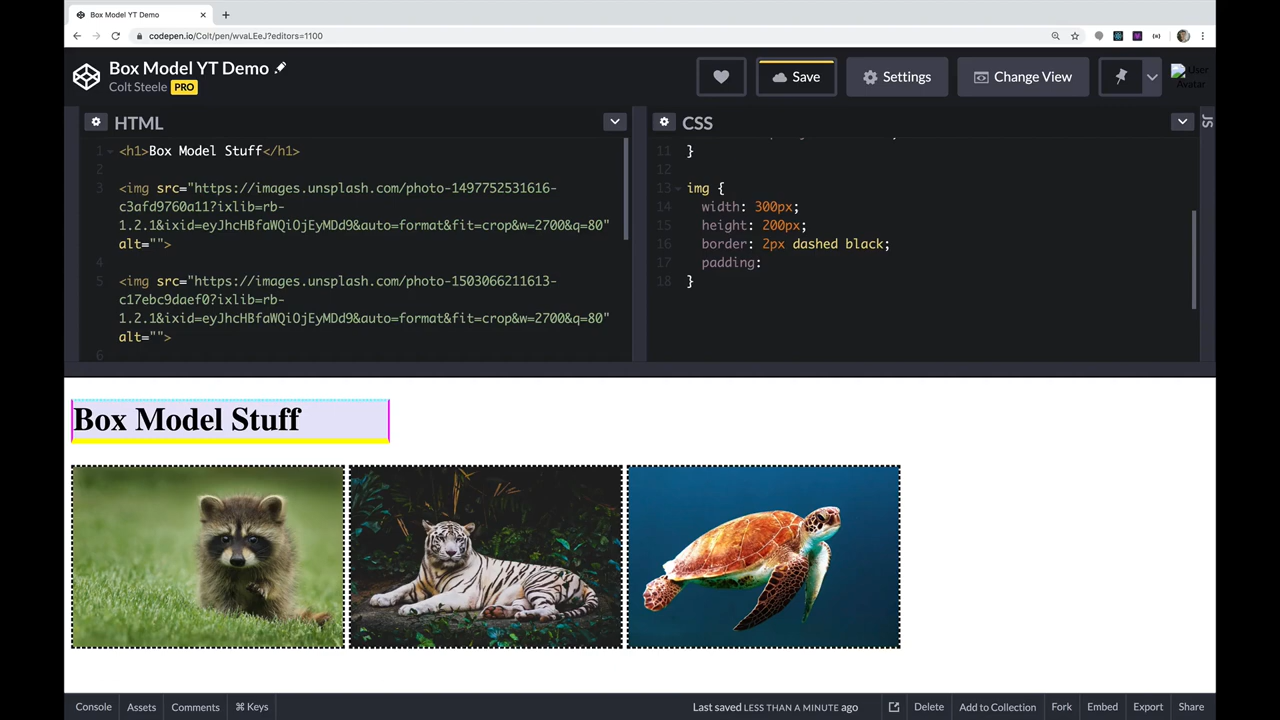 Box Model YT Demo
codepen.io/Colt/pen/wvaLEeJ?editors=1100
Box Model YT Demo
Colt Steele PRO
Save
Settings
Change View
User Avatar
HTML
1 <h1>Box Model Stuff</h1>
2
3 <img src="https://images.unsplash.com/photo-1497752531616-
c3afd9760a11?ixlib=rb-
1.2.1&ixid=eyJhcHBfaWQiOjEyMDd9&auto=format&fit=crop&w=2700&q=80"
alt="">
4
5 <img src="https://images.unsplash.com/photo-1503066211613-
c17ebc9daef0?ixlib=rb-
1.2.1&ixid=eyJhcHBfaWQiOjEyMDd9&auto=format&fit=crop&w=2700&q=80"
alt="">
6
CSS
11 }
12
13 img {
14 width: 300px;
15 height: 200px;
16 border: 2px dashed black;
17 padding:
18 }
JS
Box Model Stuff
Console
Assets
Comments
⌘ Keys
Last saved LESS THAN A MINUTE ago
Delete
Add to Collection
Fork
Embed
Export
Share